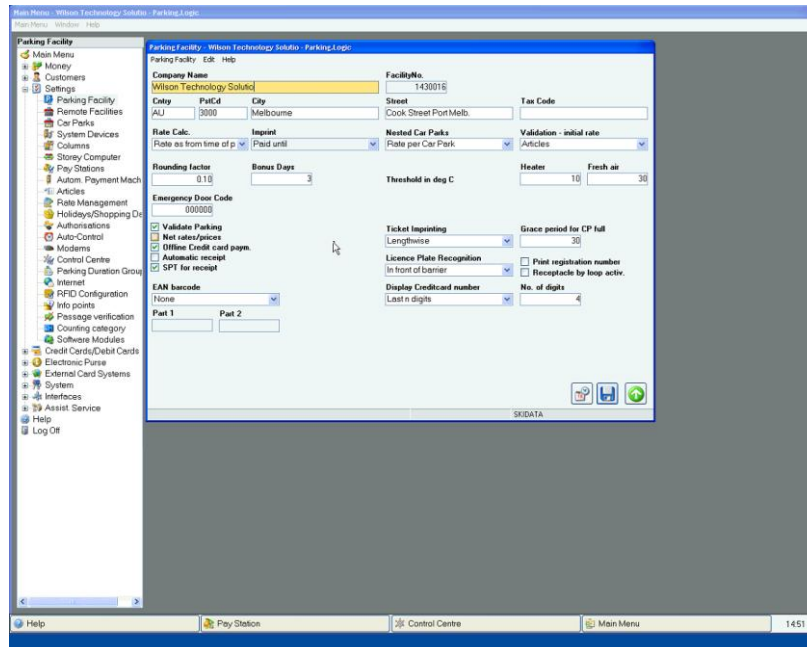 Main Menu - Wilson Technology Solutio - Parking.Logic
Main Menu Window Help
Parking Facility
Main Menu
Money
Customers
Settings
Parking Facility
Remote Facilities
Car Parks
System Devices
Columns
Storey Computer
Pay Stations
Autom. Payment Mach
Articles
Rate Management
Holidays/Shopping De
Authorisations
Auto-Control
Modems
Control Centre
Parking Duration Group
Internet
RFID Configuration
Info points
Passage verification
Counting category
Software Modules
Credit Cards/Debit Cards
Electronic Purse
External Card Systems
System
Interfaces
Assist. Service
Help
Log Off
Parking Facility - Wilson Technology Solutio - Parking.Logic
Parking Facility Edit Help
Company Name FacilityNo.
Wilson Technology Solutio 1430016
Cntry PstCd City Street Tax Code
AU 3000 Melbourne Cook Street Port Melb.
Rate Calc. Imprint Nested Car Parks Validation - initial rate
Rate as from time of p Paid until Rate per Car Park Articles
Rounding factor Bonus Days Heater Fresh air
0.10 3 Threshold in deg C 10 30
Emergency Door Code
000000
Validate Parking Ticket Imprinting Grace period for CP full
Net rates/prices Lengthwise 30
Offline Credit card paym.
Automatic receipt Licence Plate Recognition Print registration number
SPT for receipt In front of barrier Receptacle by loop activ.
EAN barcode Display Creditcard number No. of digits
None Last n digits 4
Part 1 Part 2
SKIDATA
Help Pay Station Control Centre Main Menu 14:51